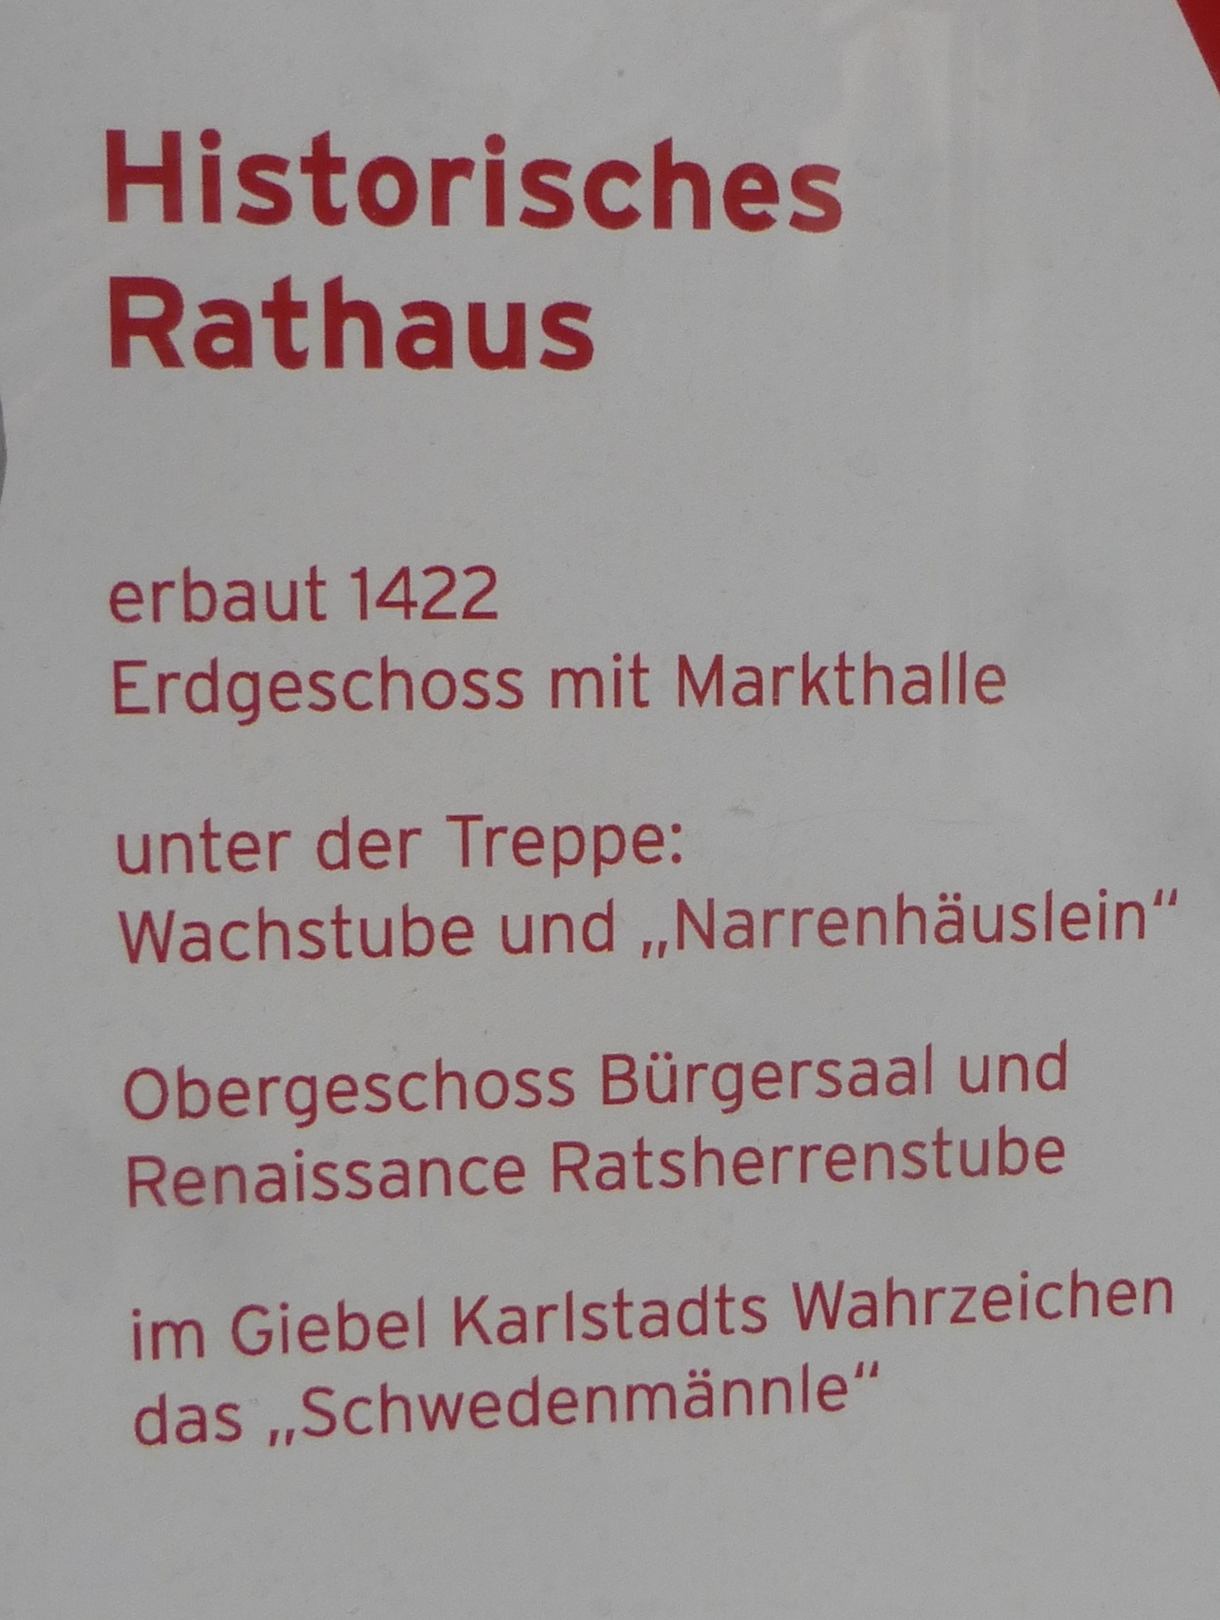 Historisches
Rathaus
erbaut 1422
Erdgeschoss mit Markthalle
unter der Treppe:
Wachstube und „Narrenhäuslein“
Obergeschoss Bürgersaal und
Renaissance Ratsherrenstube
im Giebel Karlstadts Wahrzeichen
das „Schwedenmännle“